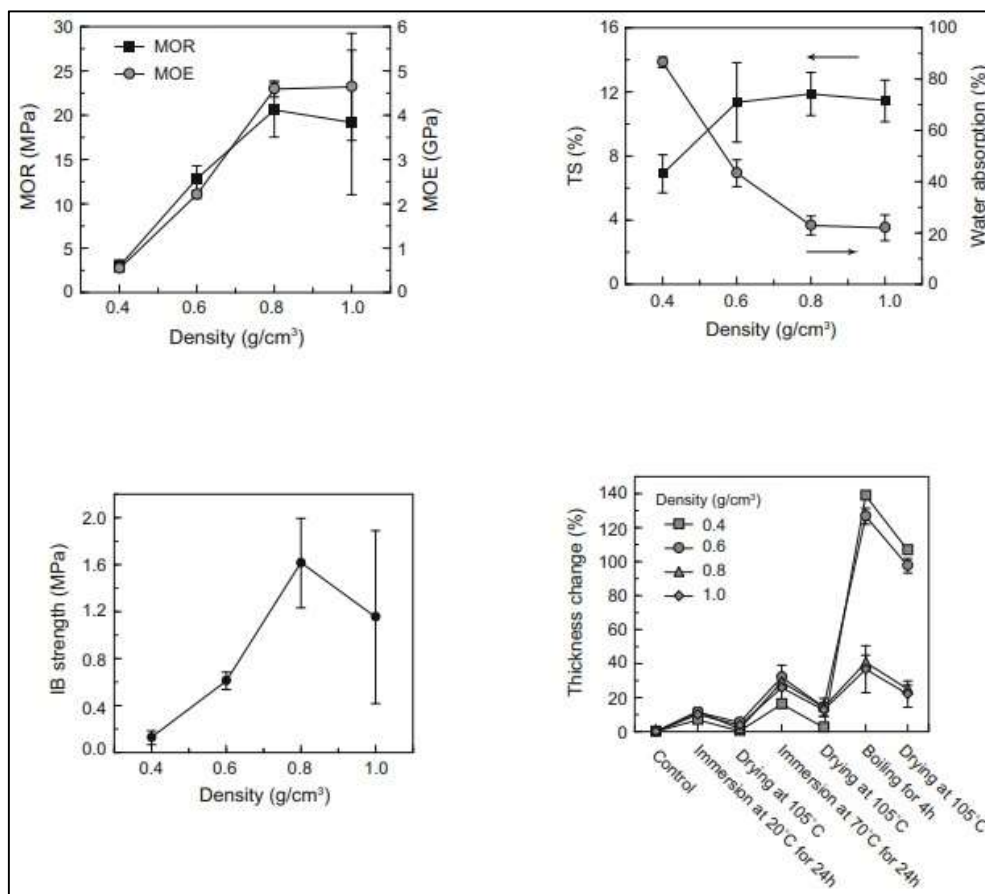 30
25
20
15
10
5
0
MOR (MPa)
MOR
MOE
6
5
4
3
2
1
0
MOE (GPa)
0.4 0.6 0.8 1.0
Density (g/cm³)
16
12
8
4
0
TS (%)
100
80
60
40
20
0
Water absorption (%)
0.4 0.6 0.8 1.0
Density (g/cm³)
2.0
1.6
1.2
0.8
0.4
0.0
IB strength (MPa)
0.4 0.6 0.8 1.0
Density (g/cm³)
140
120
100
80
60
40
20
0
Thickness change (%)
Density (g/cm³)
0.4
0.6
0.8
1.0
Control
Immersion at 20°C for 24h
Drying at 105°C
Immersion at 70°C for 24h
Drying at 105°C
Boiling for 4h
Drying at 105°C